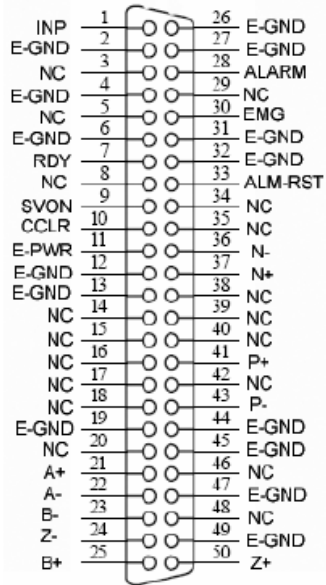 INP 1 26 E-GND
E-GND 2 27 E-GND
NC 3 28 ALARM
E-GND 4 29 NC
NC 5 30 EMG
E-GND 6 31 E-GND
RDY 7 32 E-GND
NC 8 33 ALM-RST
SVON 9 34 NC
CCLR 10 35 NC
E-PWR 11 36 N-
E-GND 12 37 N+
E-GND 13 38 NC
NC 14 39 NC
NC 15 40 NC
NC 16 41 P+
NC 17 42 NC
NC 18 43 P-
E-GND 19 44 E-GND
NC 20 45 E-GND
A+ 21 46 NC
A- 22 47 E-GND
B- 23 48 NC
Z- 24 49 E-GND
B+ 25 50 Z+